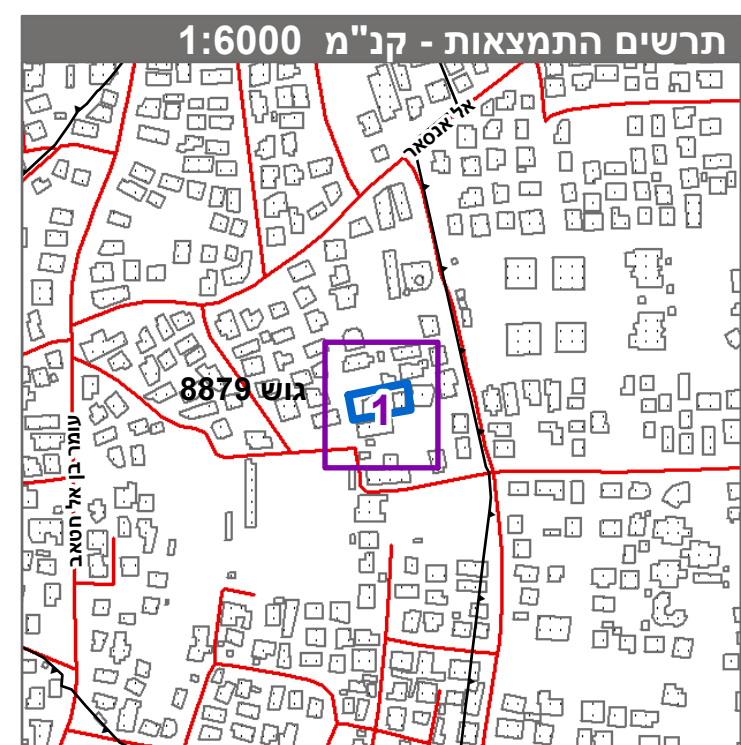 תרשים התמצאות - קנ"מ 1:6000
אל אנסאר
גוש 8879
1
עומר בן אל חטאב